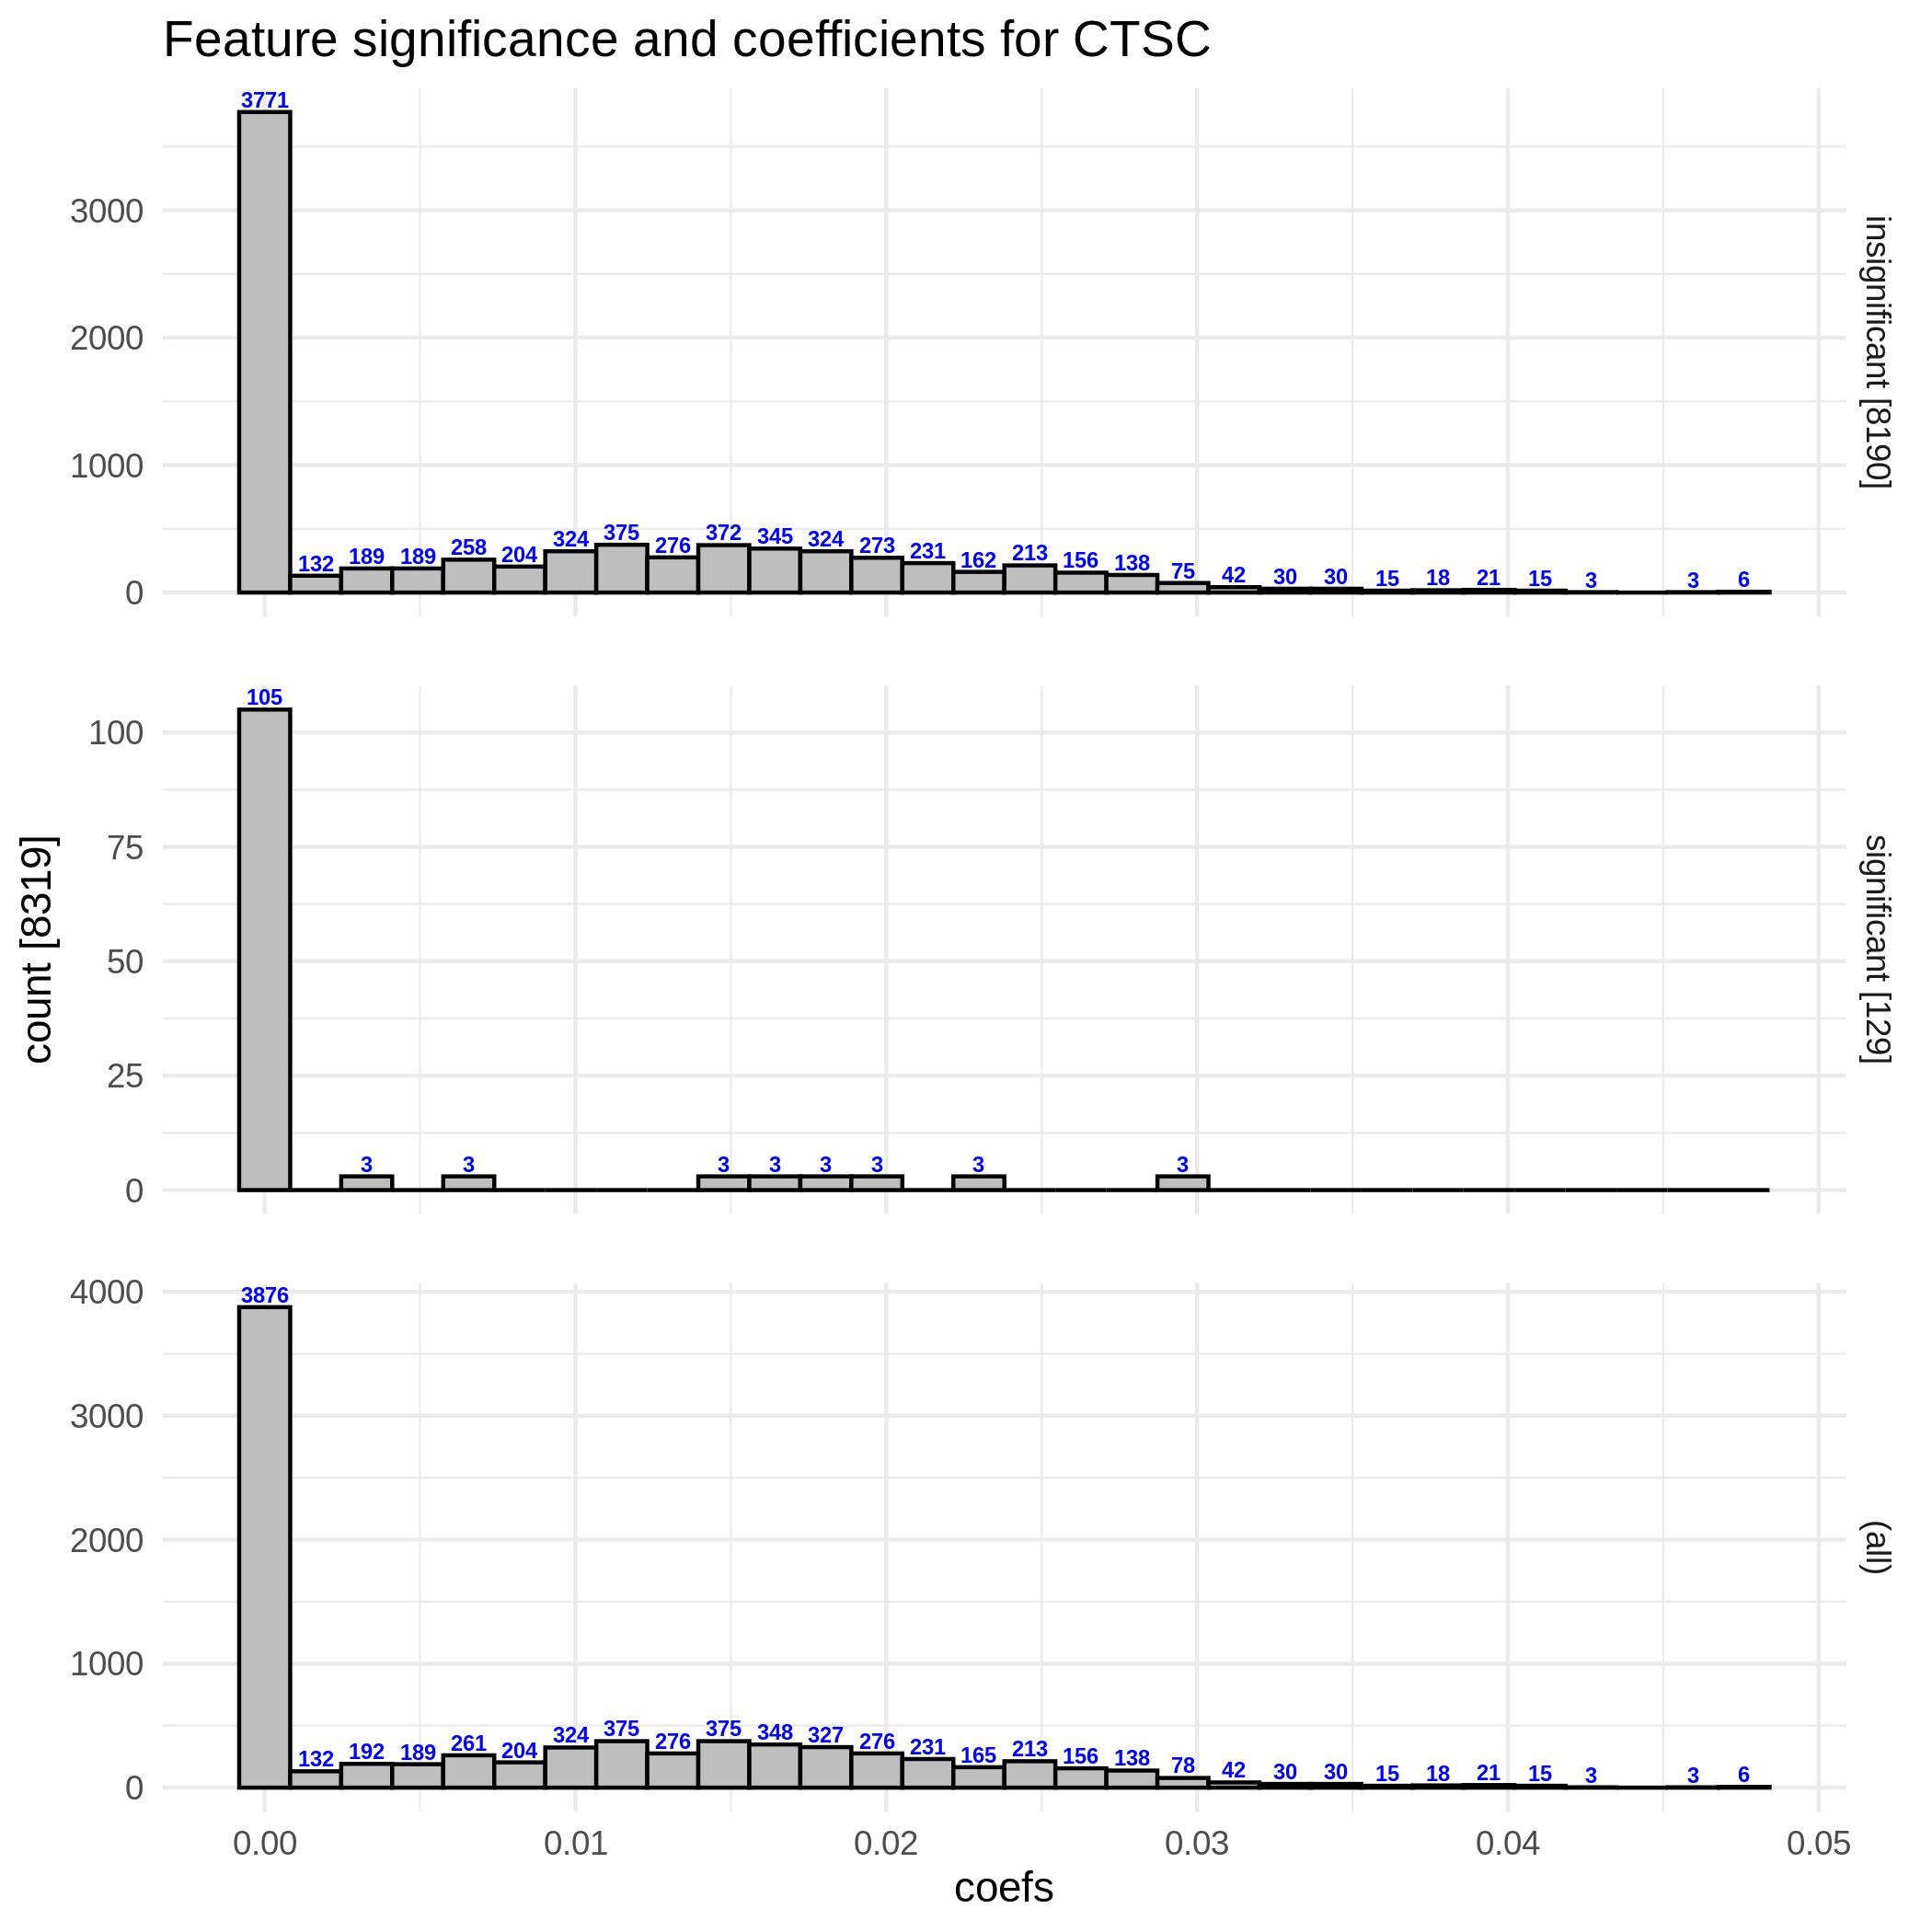 Feature significance and coefficients for CTSC
count [8319]
3771
132 189 189 258 204 324 375 276 372 345 324 273 231 162 213 156 138 75 42 30 30 15 18 21 15 3 3 6
3000
2000
1000
0
insignificant [8190]
105
3 3 3 3 3 3 3 3
100
75
50
25
0
significant [129]
3876
132 192 189 261 204 324 375 276 375 348 327 276 231 165 213 156 138 78 42 30 30 15 18 21 15 3 3 6
4000
3000
2000
1000
0
(all)
0.00 0.01 0.02 0.03 0.04 0.05
coefs